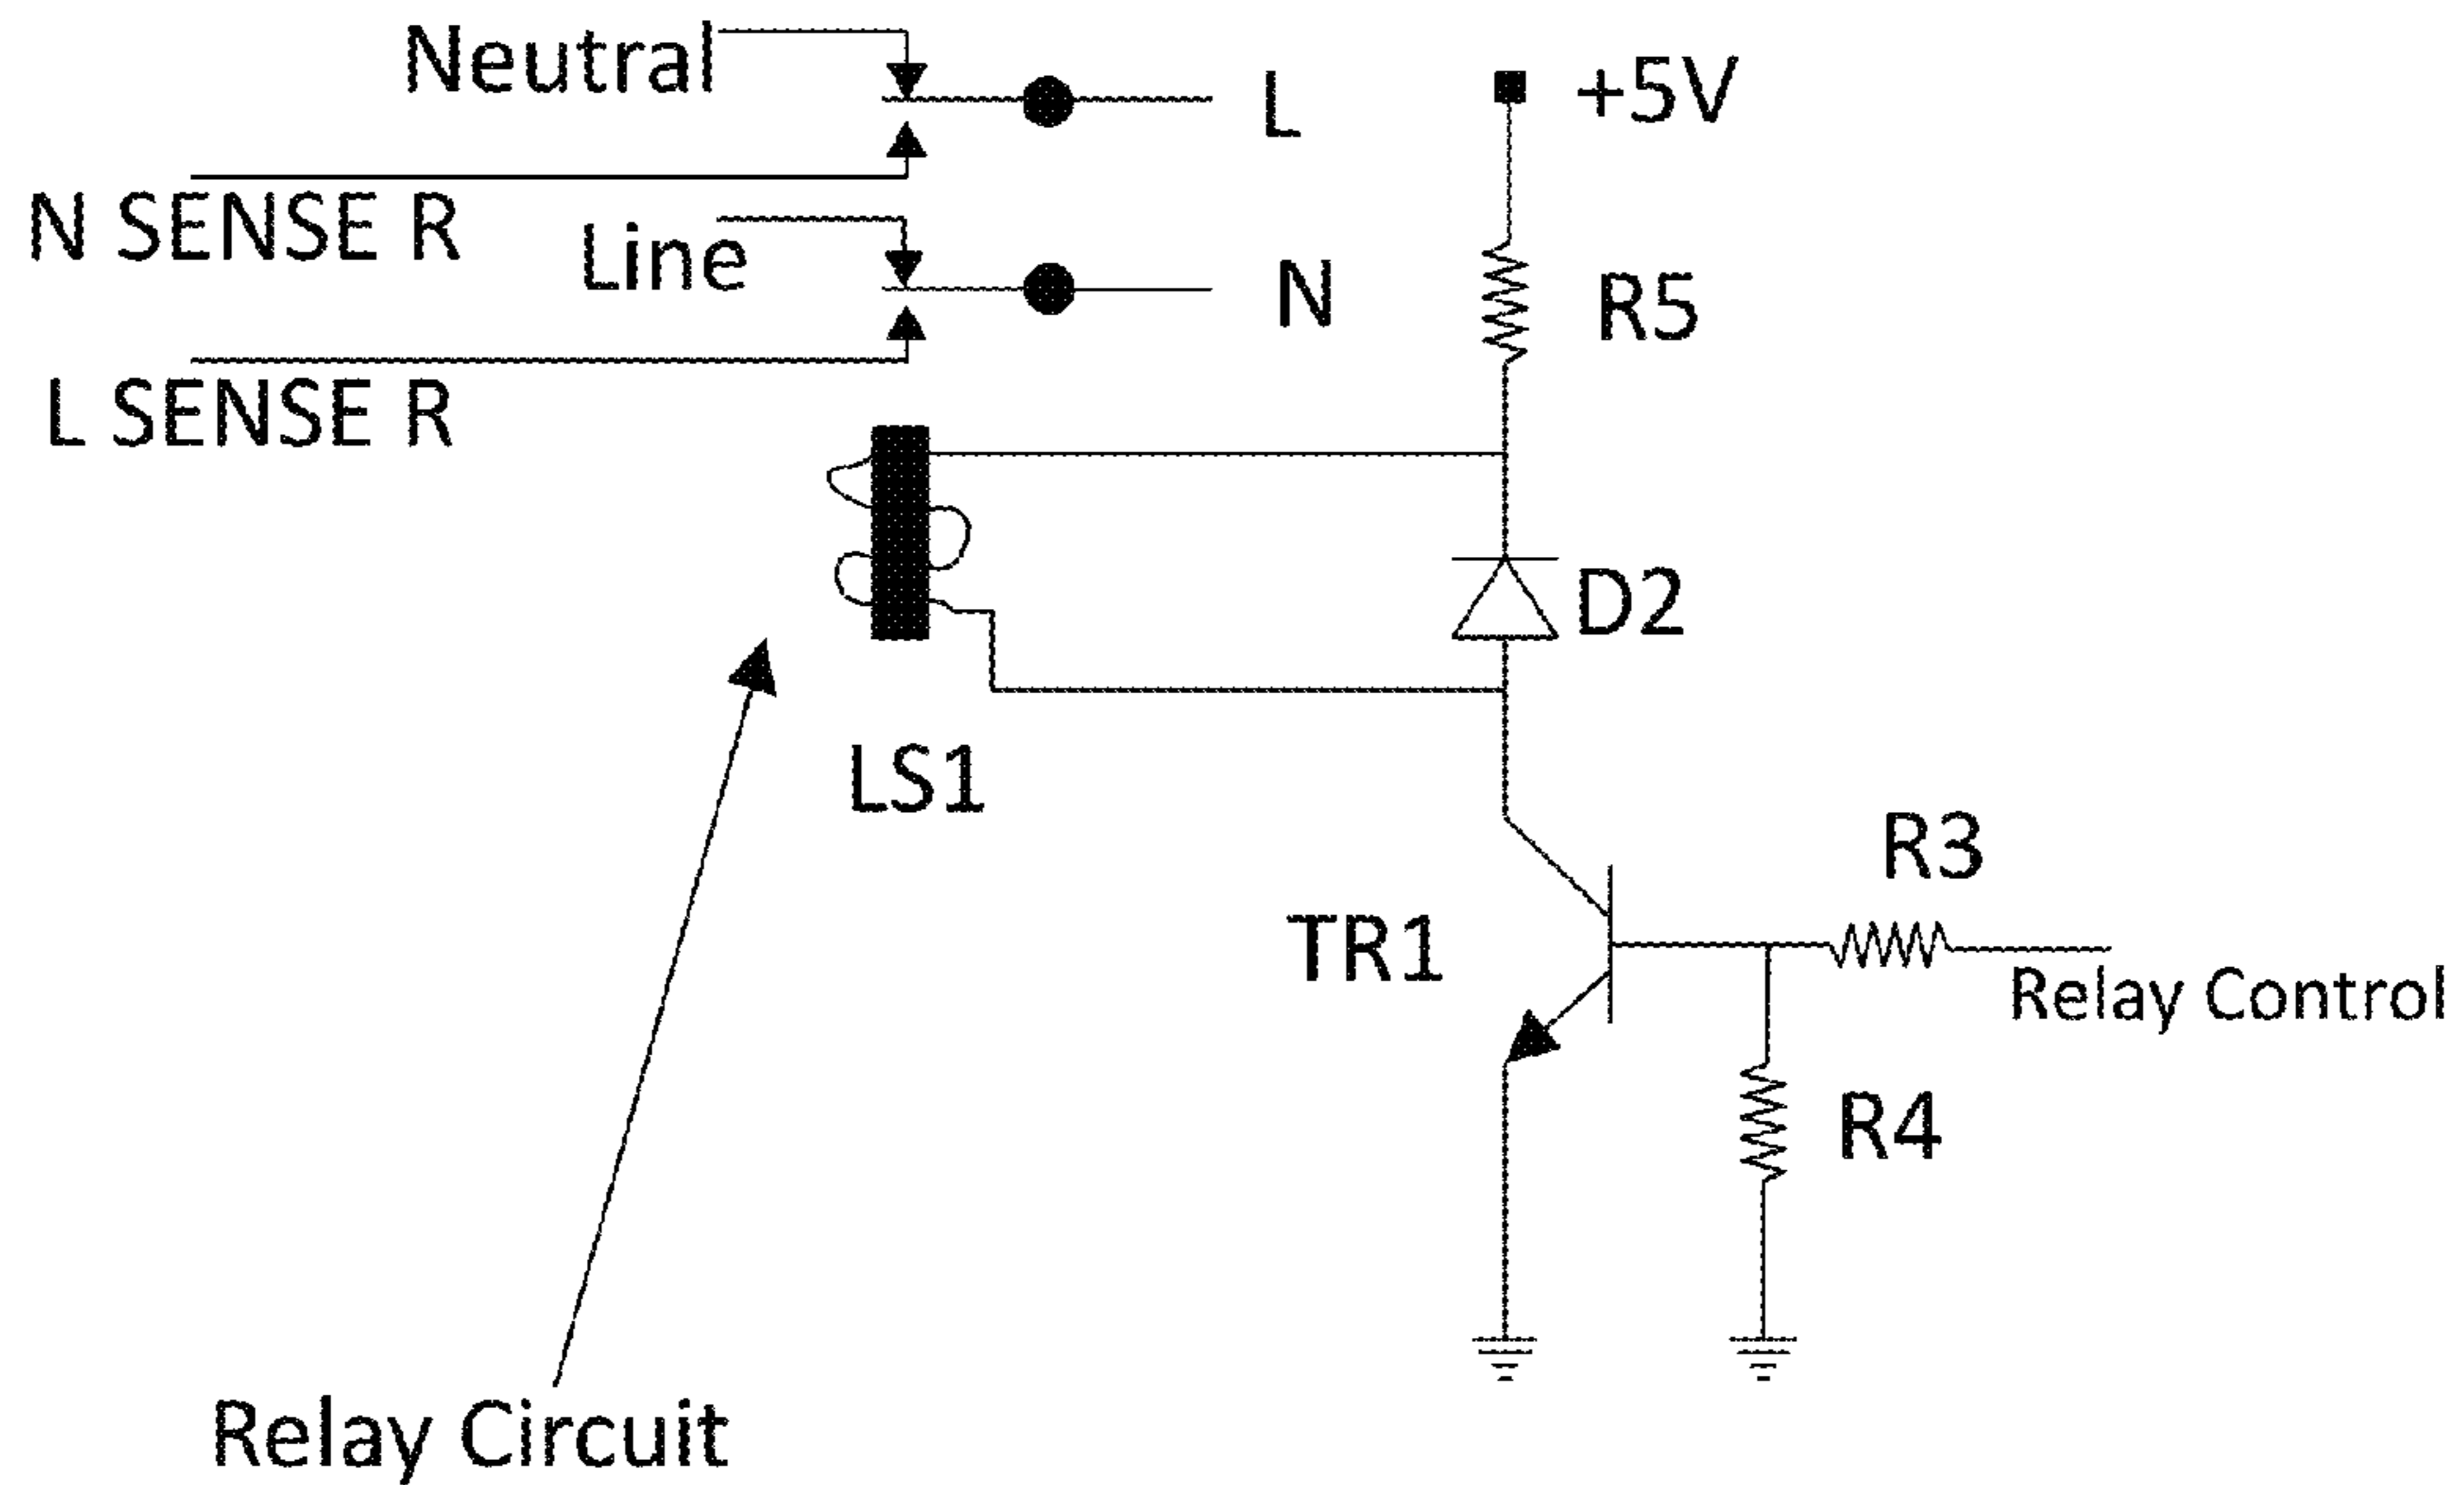 Neutral
L
+5V
N SENSE R
Line
N
R5
L SENSE R
D2
LS1
R3
TR1
Relay Control
R4
Relay Circuit